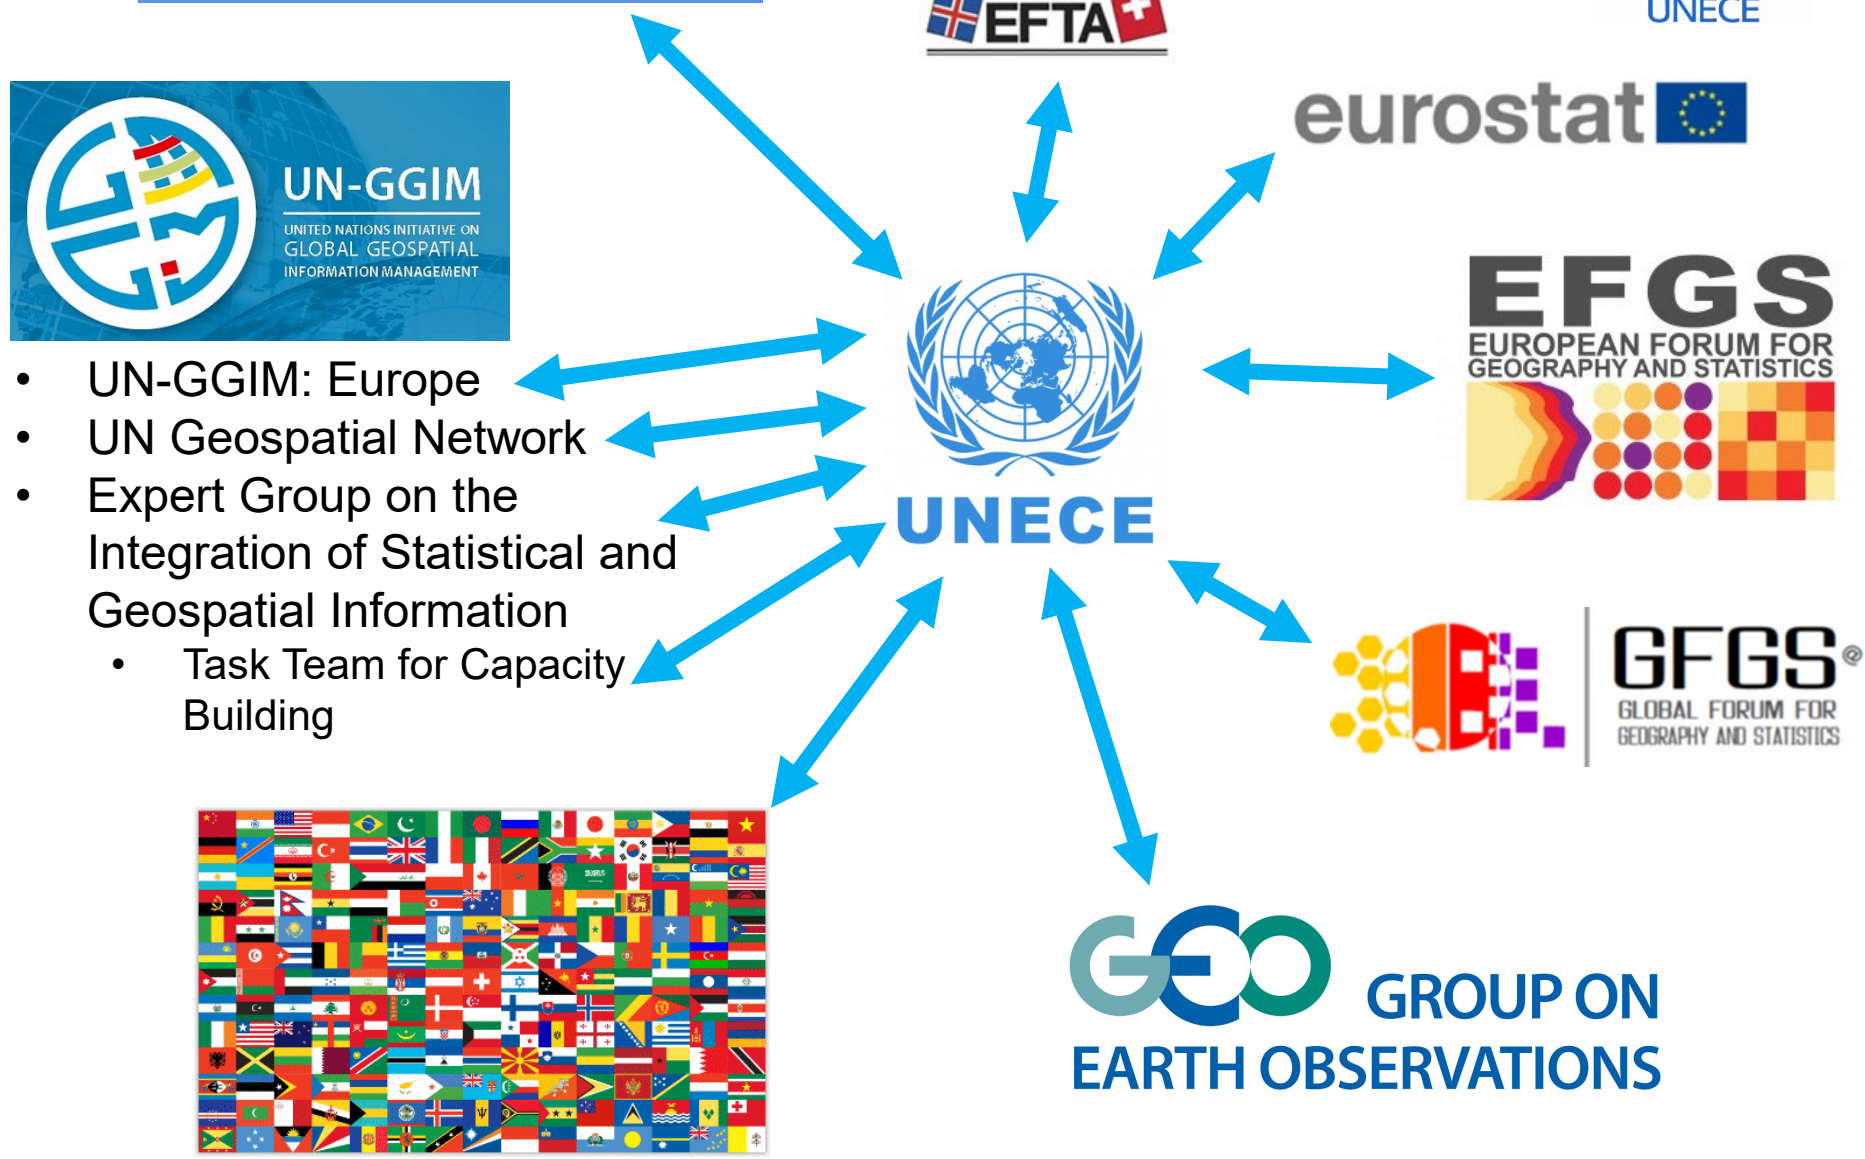 EFTA
UNECE
eurostat
UN-GGIM
UNITED NATIONS INITIATIVE ON
GLOBAL GEOSPATIAL
INFORMATION MANAGEMENT
EFGS
EUROPEAN FORUM FOR
GEOGRAPHY AND STATISTICS
• UN-GGIM: Europe
• UN Geospatial Network
• Expert Group on the
Integration of Statistical and
Geospatial Information
• Task Team for Capacity
Building
UNECE
GFGS@
GLOBAL FORUM FOR
GEOGRAPHY AND STATISTICS
GEO GROUP ON
EARTH OBSERVATIONS